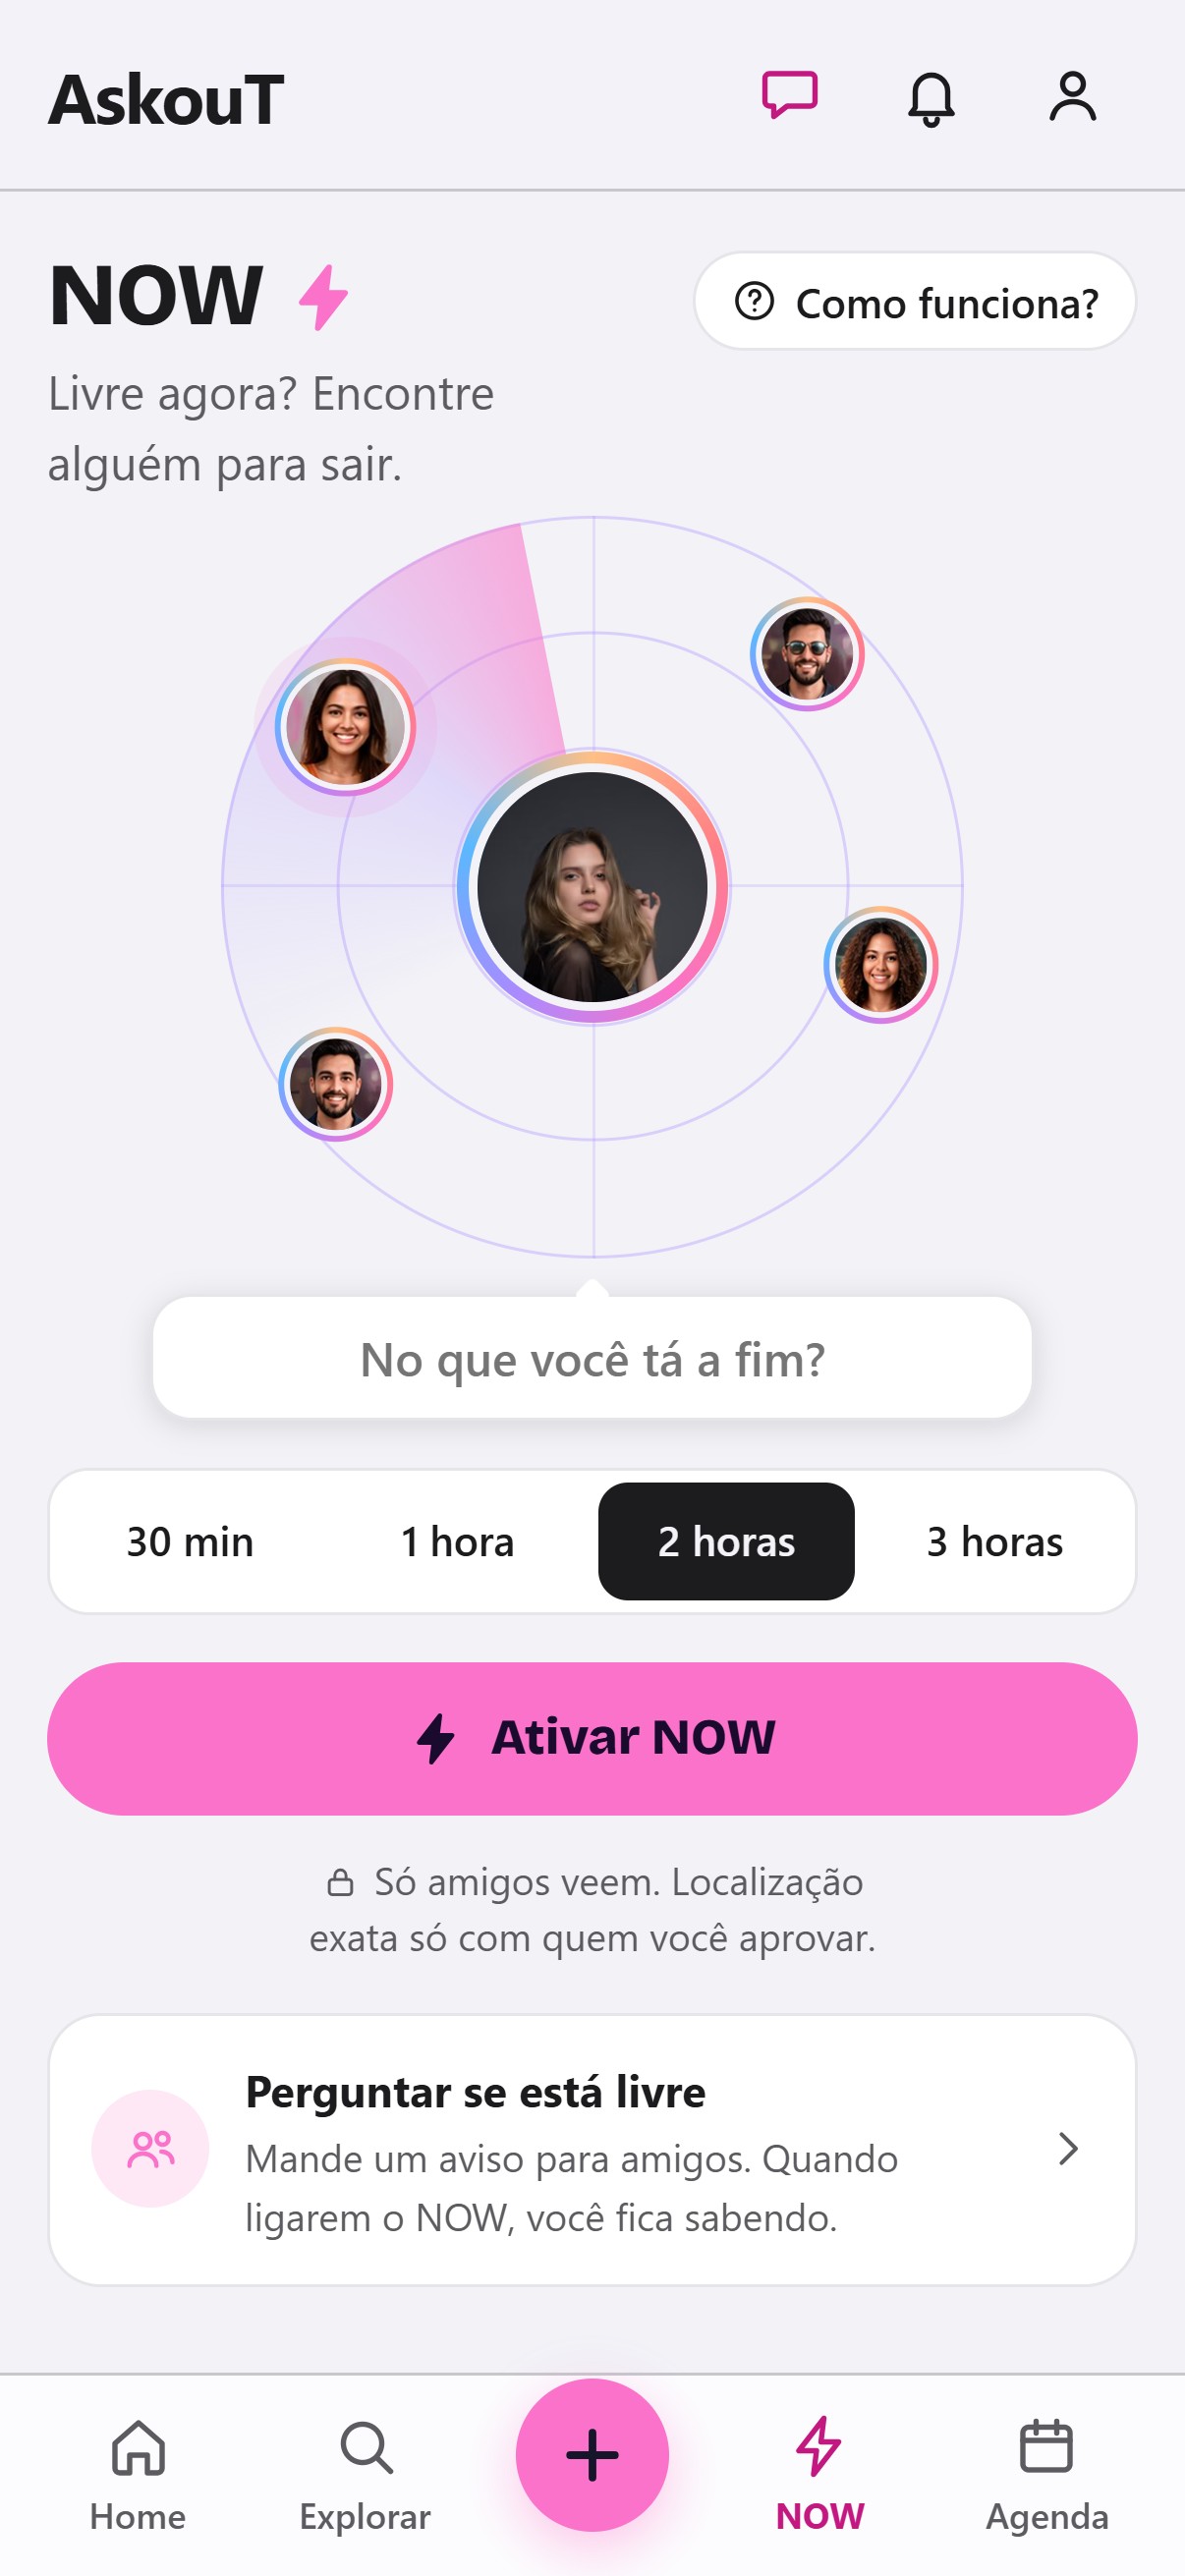 AskouT
NOW
Como funciona?
Livre agora? Encontre
alguém para sair.
No que você tá a fim?
30 min
1 hora
2 horas
3 horas
Ativar NOW
Só amigos veem. Localização
exata só com quem você aprovar.
Perguntar se está livre
Mande um aviso para amigos. Quando
ligarem o NOW, você fica sabendo.
Home
Explorar
NOW
Agenda